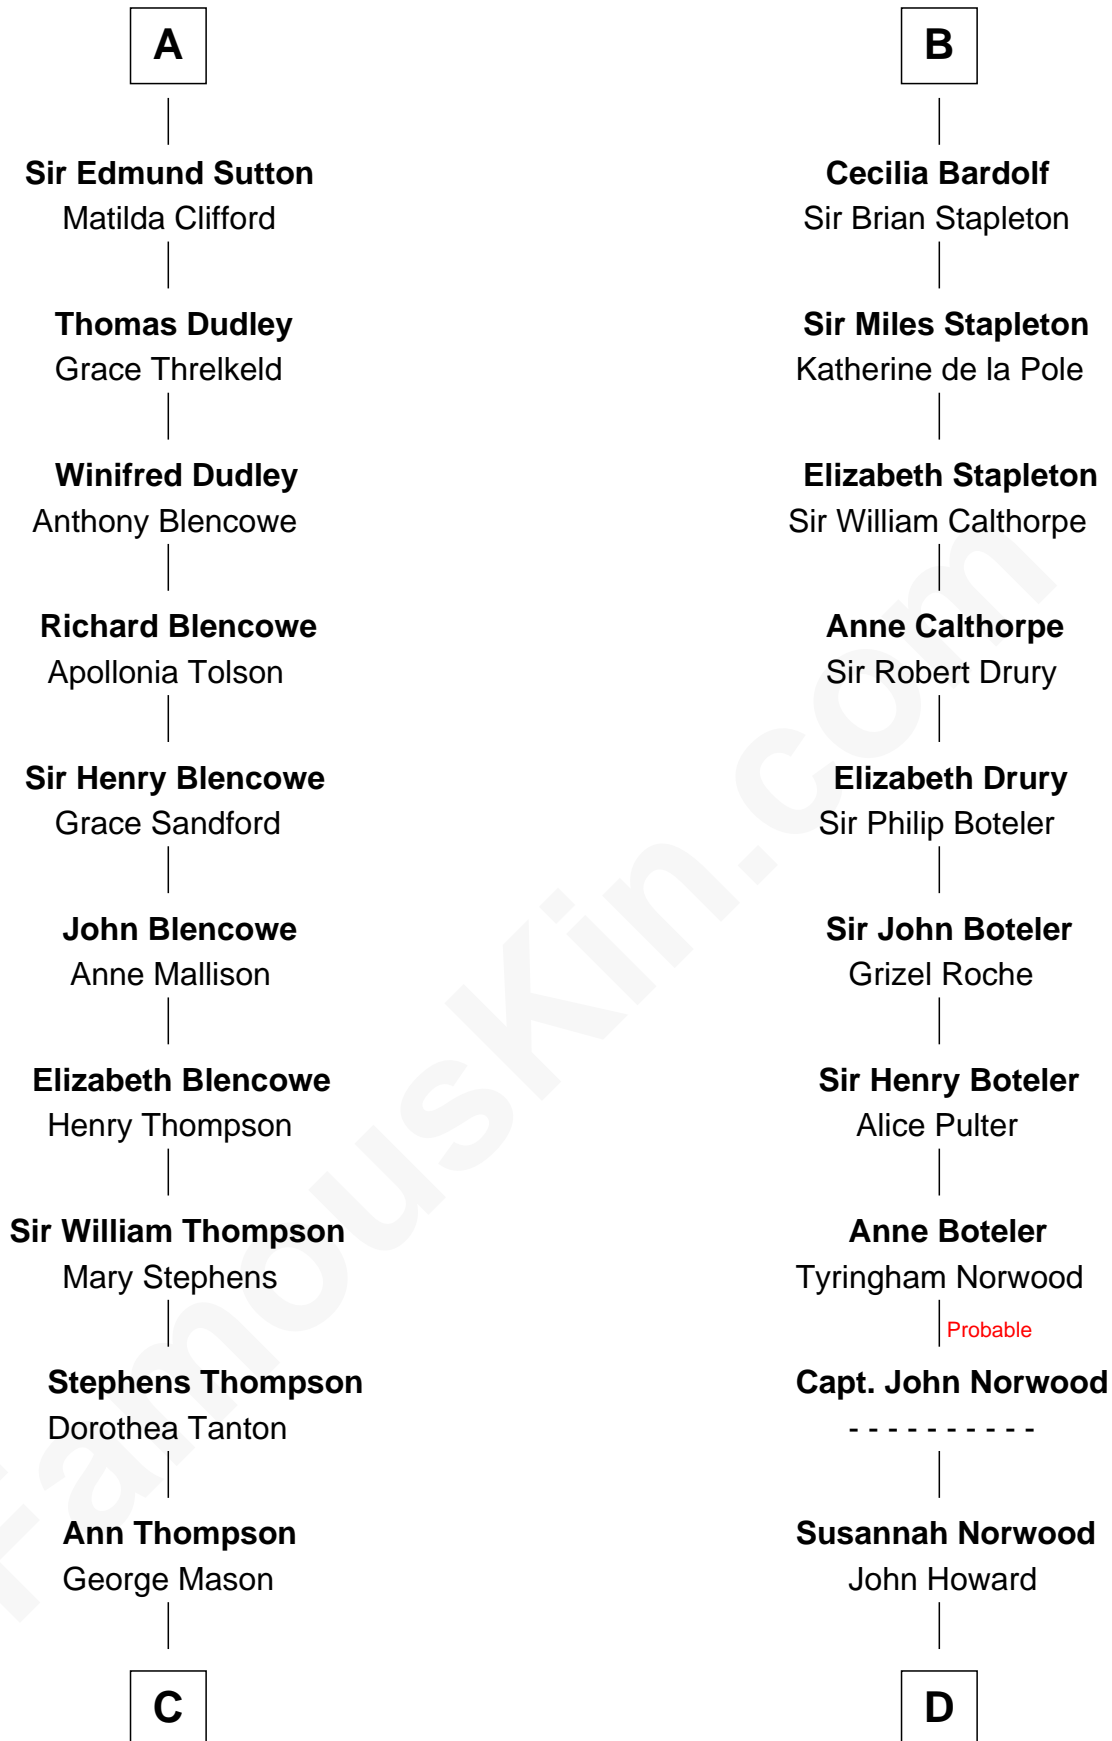 A
Sir Edmund Sutton
Matilda Clifford
Thomas Dudley
Grace Threlkeld
Winifred Dudley
Anthony Blencowe
Richard Blencowe
Apollonia Tolson
Sir Henry Blencowe
Grace Sandford
John Blencowe
Anne Mallison
Elizabeth Blencowe
Henry Thompson
Sir William Thompson
Mary Stephens
Stephens Thompson
Dorothea Tanton
Ann Thompson
George Mason
C
B
Cecilia Bardolf
Sir Brian Stapleton
Sir Miles Stapleton
Katherine de la Pole
Elizabeth Stapleton
Sir William Calthorpe
Anne Calthorpe
Sir Robert Drury
Elizabeth Drury
Sir Philip Boteler
Sir John Boteler
Grizel Roche
Sir Henry Boteler
Alice Pulter
Anne Boteler
Tyringham Norwood
Probable
Capt. John Norwood
- - - - - - - - - -
Susannah Norwood
John Howard
D
FamousKin.com